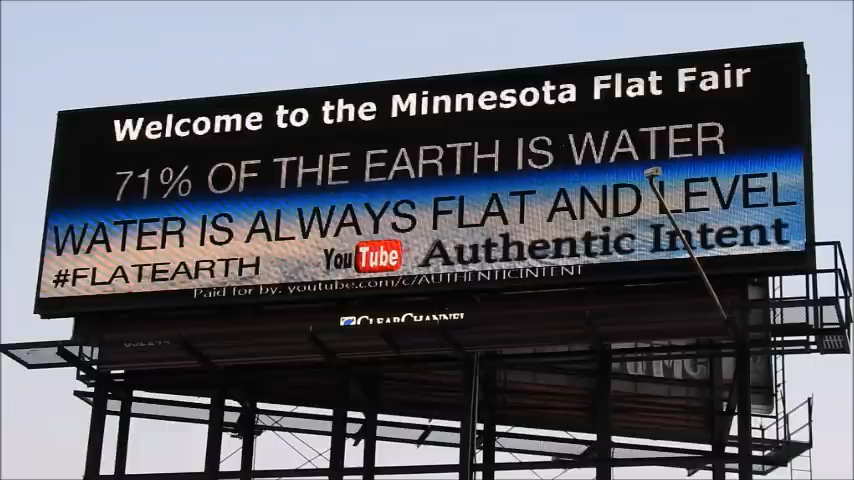 Welcome to the Minnesota Flat Fair
71% OF THE EARTH IS WATER
WATER IS ALWAYS FLAT AND LEVEL
#FLATEARTH YouTube Authentic Intent
Paid for by: youtube.com/c/AUTHENTICINTENT
CLEARCHANNEL